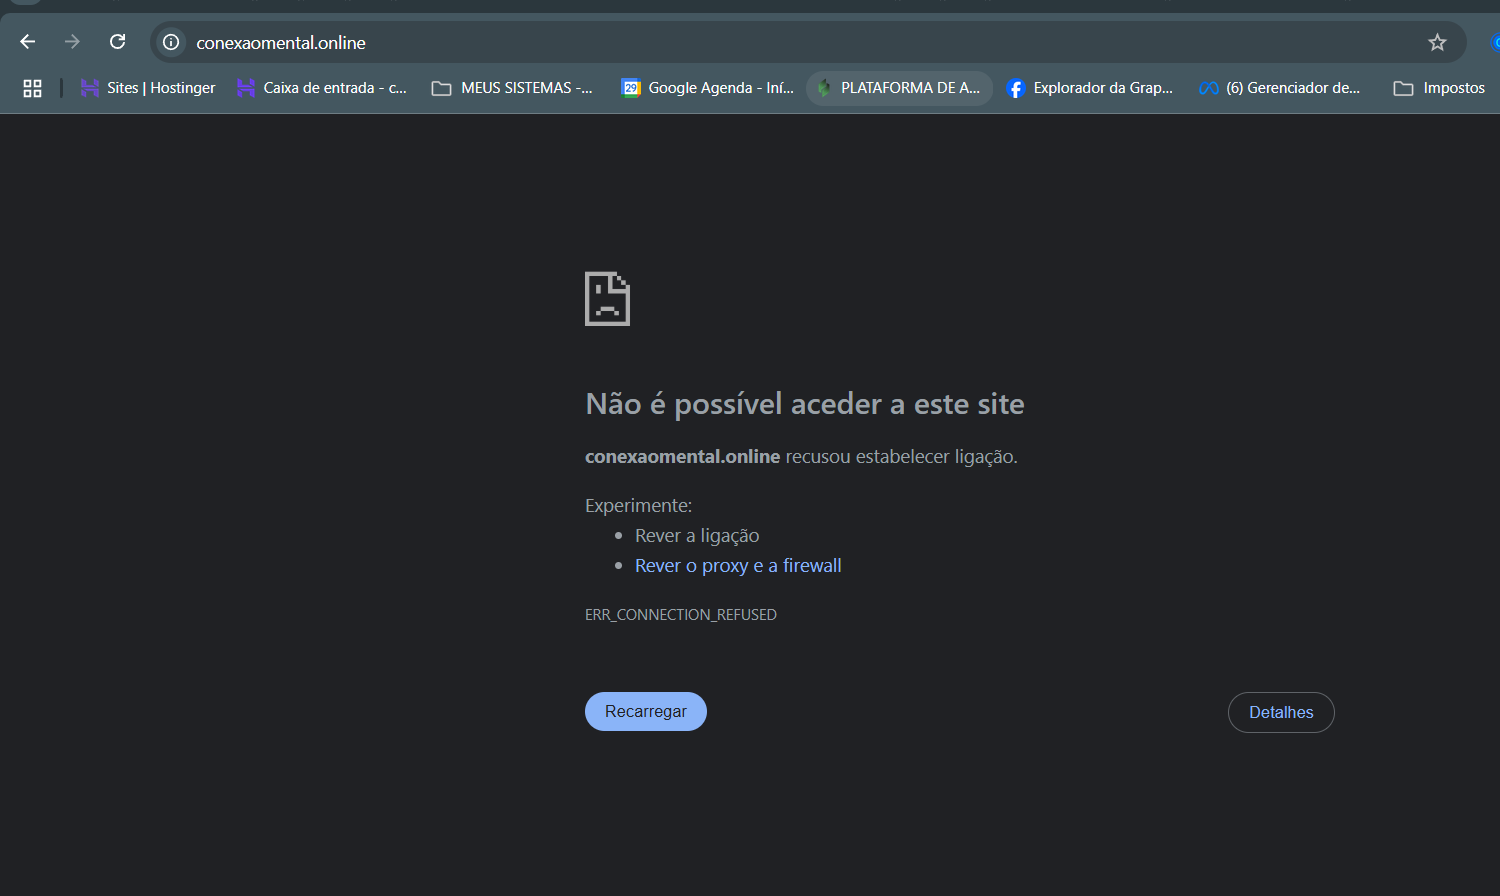 conexaomental.online
Sites | Hostinger
Caixa de entrada - c...
MEUS SISTEMAS -...
29
Google Agenda - Iní...
PLATAFORMA DE A...
Explorador da Grap...
(6) Gerenciador de...
Impostos
Não é possível aceder a este site
conexaomental.online recusou estabelecer ligação.
Experimente:
Rever a ligação
Rever o proxy e a firewall
ERR_CONNECTION_REFUSED
Recarregar
Detalhes